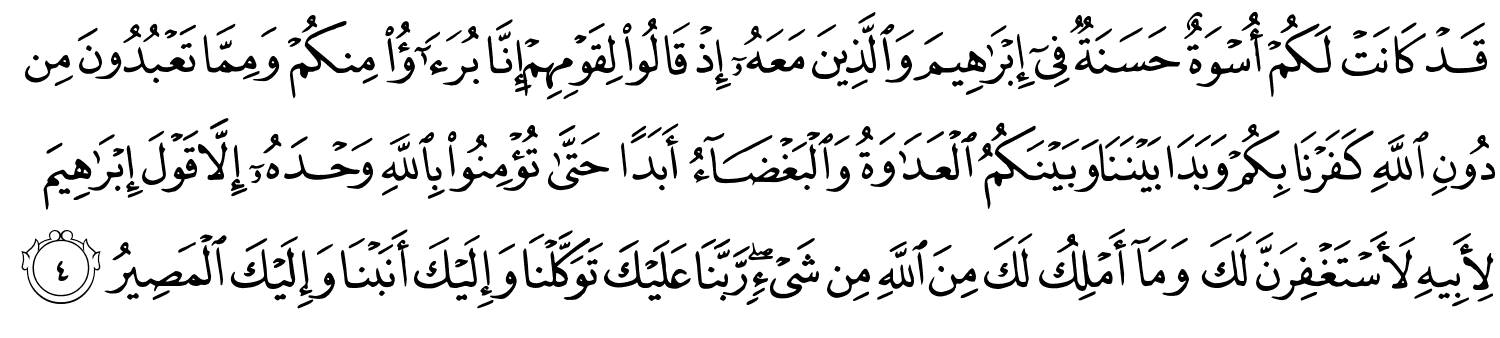 قَدۡ كَانَتۡ لَكُمۡ أُسۡوَةٌ حَسَنَةٌ فِىٓ إِبۡرَٰهِيمَ وَٱلَّذِينَ مَعَهُۥٓ إِذۡ قَالُوا۟ لِقَوۡمِهِمۡ إِنَّا بُرَءَٰٓؤُا۟ مِنكُمۡ وَمِمَّا تَعۡبُدُونَ مِن
دُونِ ٱللَّهِ كَفَرۡنَا بِكُمۡ وَبَدَا بَيۡنَنَا وَبَيۡنَكُمُ ٱلۡعَدَٰوَةُ وَٱلۡبَغۡضَآءُ أَبَدًا حَتَّىٰ تُؤۡمِنُوا۟ بِٱللَّهِ وَحۡدَهُۥٓ إِلَّا قَوۡلَ إِبۡرَٰهِيمَ
لِأَبِيهِ لَأَسۡتَغۡفِرَنَّ لَكَ وَمَآ أَمۡلِكُ لَكَ مِنَ ٱللَّهِ مِن شَىۡءٍۖ رَّبَّنَا عَلَيۡكَ تَوَكَّلۡنَا وَإِلَيۡكَ أَنَبۡنَا وَإِلَيۡكَ ٱلۡمَصِيرُ ٤